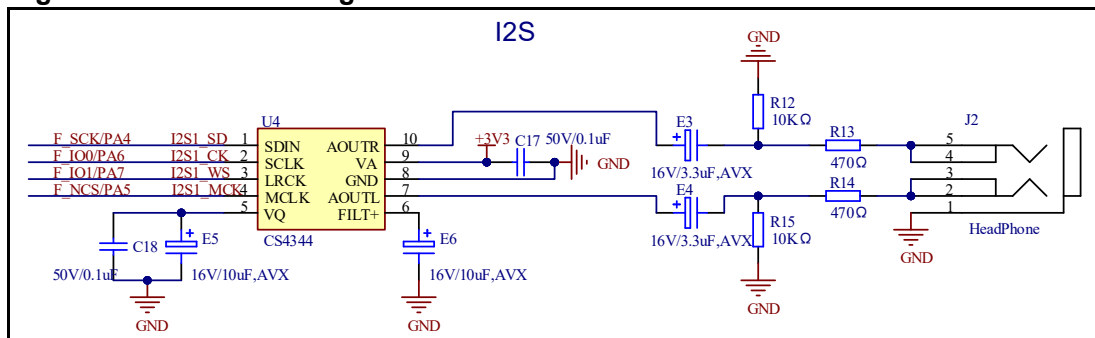 I2S
GND
U4
R12
10KΩ
E3
+3V3
C17
50V/0.1uF
R13
J2
F_SCK/PA4
I2S1_SD
1
SDIN
AOUTR
10
5
F_IO0/PA6
I2S1_CK
2
SCLK
VA
9
GND
16V/3.3uF,AVX
470Ω
4
F_IO1/PA7
I2S1_WS
3
LRCK
GND
8
E4
R14
3
F_NCS/PA5
I2S1_MCK
4
MCLK
AOUTL
7
2
5
VQ
FILT+
6
R15
470Ω
1
C18
E5
CS4344
E6
16V/3.3uF,AVX
10KΩ
HeadPhone
50V/0.1uF
16V/10uF,AVX
16V/10uF,AVX
GND
GND
GND
GND